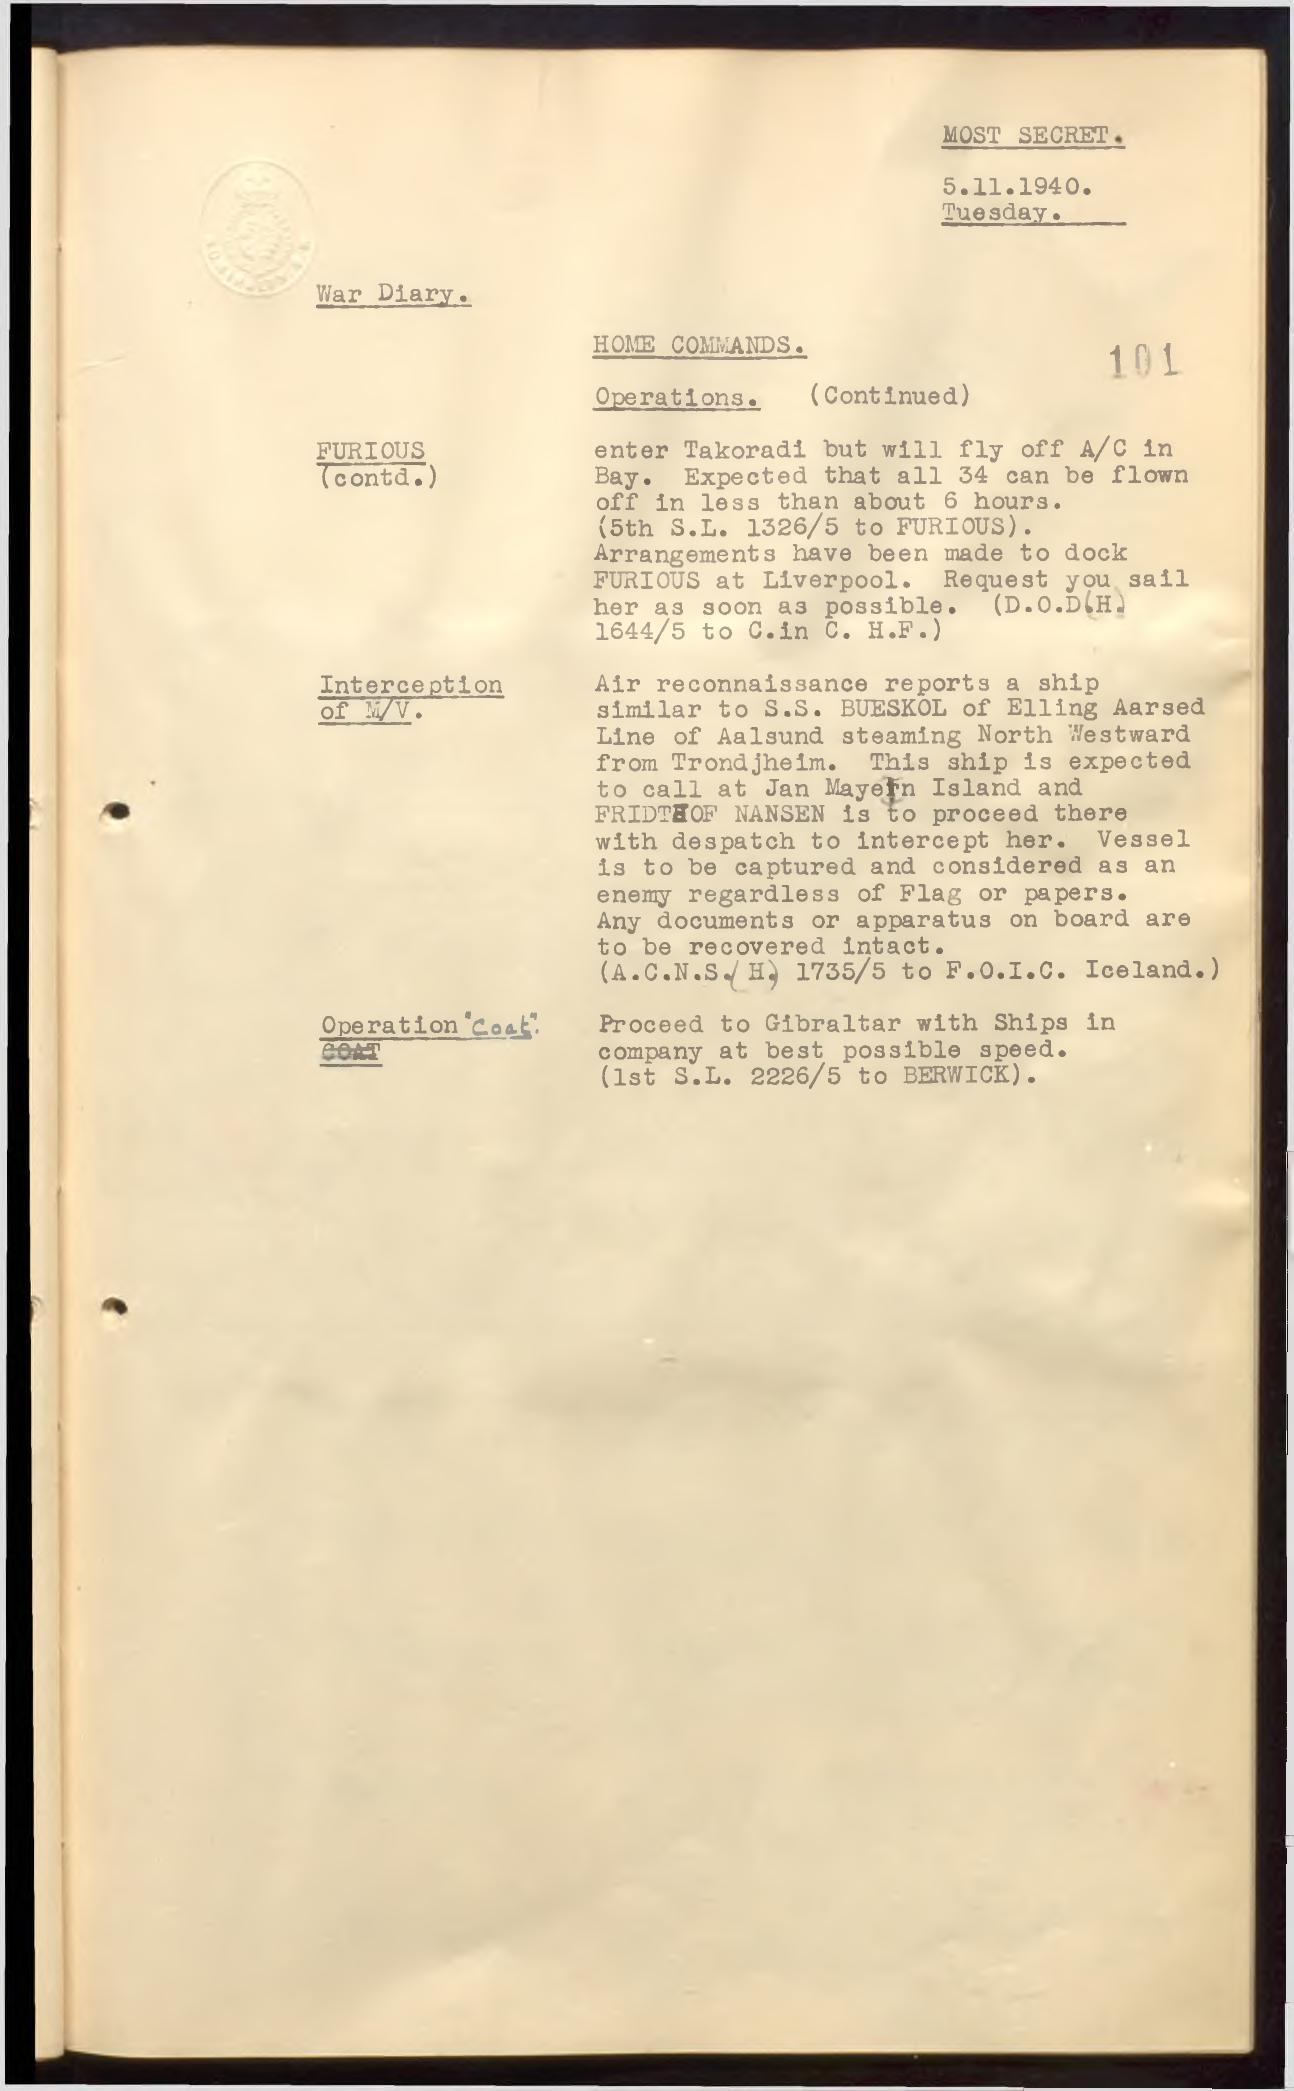 MOST SECRET.
5.11.1940.
Tuesday.
War Diary.
HOME COMMANDS.
101
Operations. (Continued)
FURIOUS
(contd.)
enter Takoradi but will fly off A/C in
Bay. Expected that all 34 can be flown
off in less than about 6 hours.
(5th S.L. 1326/5 to FURIOUS).
Arrangements have been made to dock
FURIOUS at Liverpool. Request you sail
her as soon as possible. (D.O.D(H)
1644/5 to C.in C. H.F.)
Interception
of M/V.
Air reconnaissance reports a ship
similar to S.S. BUESKOL of Elling Aarsed
Line of Aalsund steaming North Westward
from Trondjheim. This ship is expected
to call at Jan Mayen Island and
FRIDTHOF NANSEN is to proceed there
with despatch to intercept her. Vessel
is to be captured and considered as an
enemy regardless of Flag or papers.
Any documents or apparatus on board are
to be recovered intact.
(A.C.N.S.(H) 1735/5 to F.O.I.C. Iceland.)
Operation "Coat".
COAT
Proceed to Gibraltar with Ships in
company at best possible speed.
(1st S.L. 2226/5 to BERWICK).